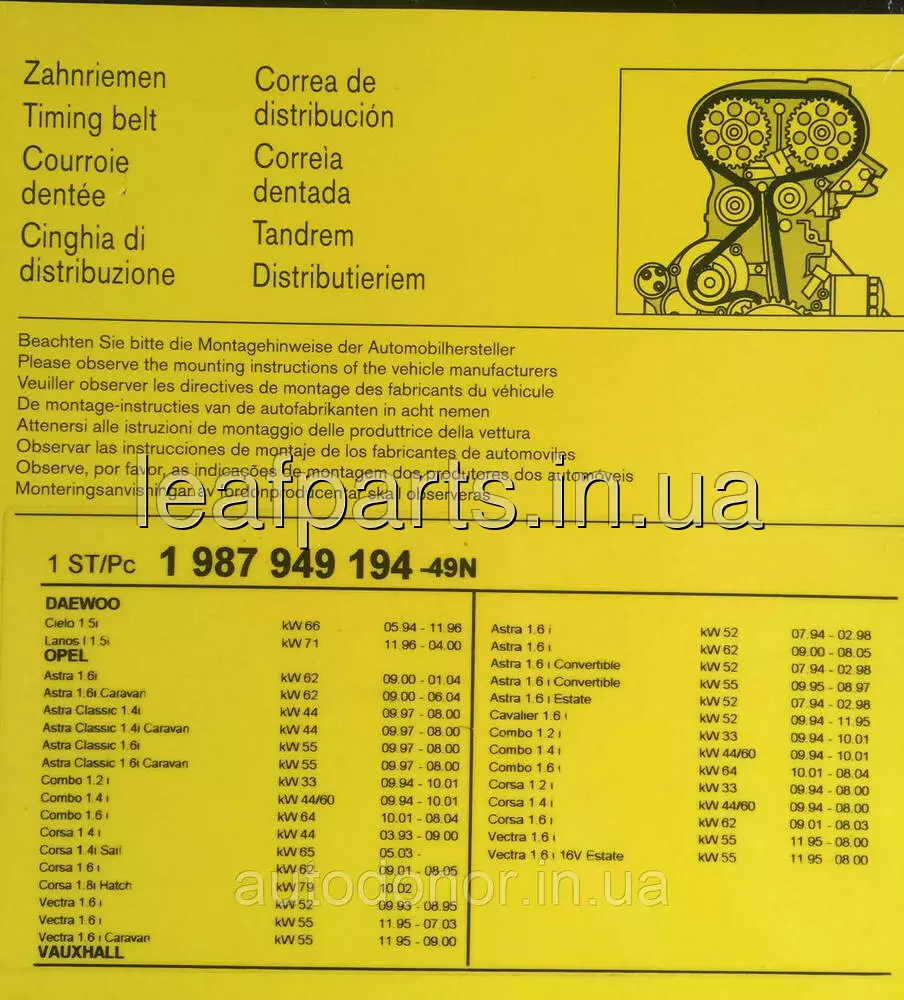 Zahnriemen
Timing belt
Courroie
dentée
Cinghia di
distribuzione
Correa de
distribución
Correìa
dentada
Tandrem
Distributieriem
Beachten Sie bitte die Montagehinweise der Automobilhersteller
Please observe the mounting instructions of the vehicle manufacturers
Veuiller observer les directives de montage des fabricants du véhicule
De montage-instructies van de autofabrikanten in acht nemen
Attenersi alle istruzioni de montaggio delle produttrice della vettura
Observar las instrucciones de montaje de los fabricantes de automoviles
Observe, por favor, as indicações de montagem dos produtores dos automóveis
Monteringsanvishingar av fordonproducentar skall observeras
leafparts.in.ua
1 ST/Pc 1 987 949 194 -49N
DAEWOO
Cielo 1 5i kW 66 05.94 - 11.96
Lanos I 1 5i kW 71 11.96 - 04.00
OPEL
Astra 1.6i kW 62 09.00 - 01.04
Astra 1.6i Caravan kW 62 09.00 - 06.04
Astra Classic 1.4i kW 44 09.97 - 08.00
Astra Classic 1.4i Caravan kW 44 09.97 - 08.00
Astra Classic 1.6i kW 55 09.97 - 08.00
Astra Classic 1 6i Caravan kW 55 09.97 - 08.00
Combo 1.2 i kW 33 09.94 - 10.01
Combo 1 4 i kW 44/60 09.94 - 10.01
Combo 1.6 i kW 64 10.01 - 08.04
Corsa 1 4 i kW 44 03.93 - 09.00
Corsa 1.4i Sail kW 65 05.03 -
Corsa 1 6 i kW 62 09.01 - 08.05
Corsa 1.8i Hatch kW 79 10.02
Vectra 1.6 i kW 52 09.93 - 08.95
Vectra 1.6 i kW 55 11.95 - 07.03
Vectra 1.6 i Caravan kW 55 11.95 - 09.00
VAUXHALL
Astra 1.6 i kW 52 07.94 - 02.98
Astra 1.6 i kW 62 09.00 - 08.05
Astra 1.6 i Convertible kW 52 07.94 - 02.98
Astra 1.6 i Convertible kW 55 09.95 - 08.97
Astra 1.6 i Estate kW 52 07.94 - 02.98
Cavalier 1.6 i kW 52 09.94 - 11.95
Combo 1.2 i kW 33 09.94 - 10.01
Combo 1 4 i kW 44/60 09.94 - 10.01
Combo 1.6 i kW 64 10.01 - 08.04
Corsa 1.2 i kW 33 09.94 - 08.00
Corsa 1 4 i kW 44/60 09.94 - 08.00
Corsa 1.6 i kW 62 09.01 - 08.03
Vectra 1.6 i kW 55 11.95 - 08.00
Vectra 1.6 i 16V Estate kW 55 11 95 08.00
autodonor.in.ua